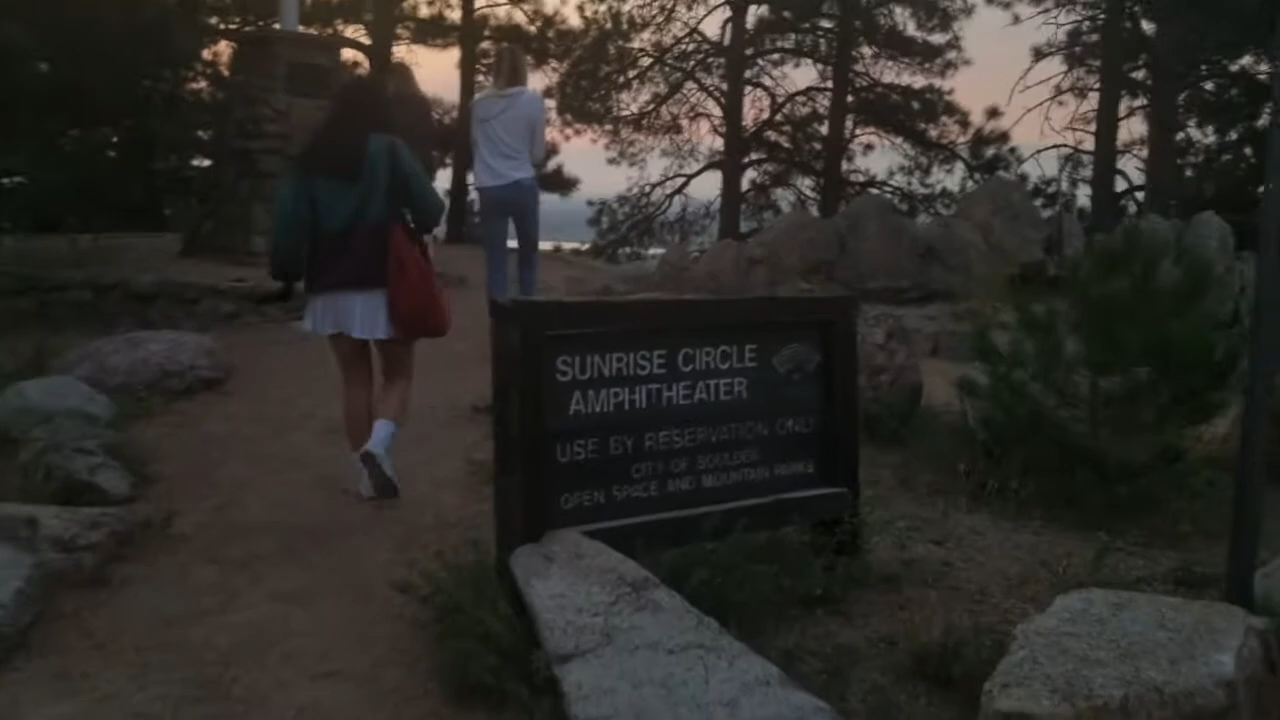 SUNRISE CIRCLE
AMPHITHEATER
USE BY RESERVATION ONLY
CITY OF BOULDER
OPEN SPACE AND MOUNTAIN PARKS